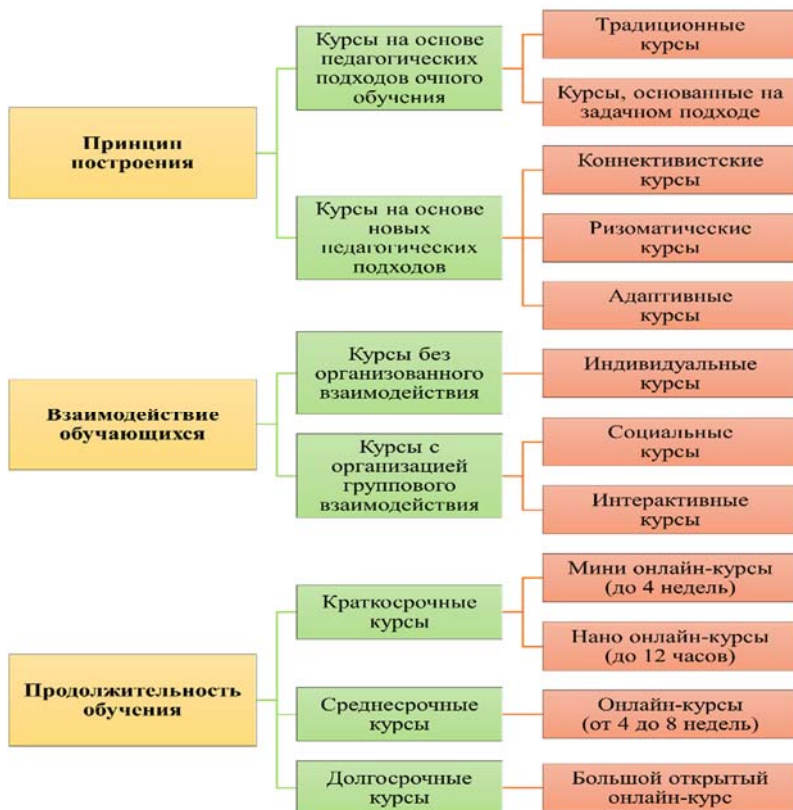 Принцип
построения
Курсы на основе
педагогических
подходов очного
обучения
Традиционные
курсы
Курсы, основанные на
задачном подходе
Курсы на основе
новых
педагогических
подходов
Коннективистские
курсы
Ризоматические
курсы
Адаптивные
курсы
Взаимодействие
обучающихся
Курсы без
организованного
взаимодействия
Индивидуальные
курсы
Курсы с
организацией
группового
взаимодействия
Социальные
курсы
Интерактивные
курсы
Продолжительность
обучения
Краткосрочные
курсы
Мини онлайн-курсы
(до 4 недель)
Нано онлайн-курсы
(до 12 часов)
Среднесрочные
курсы
Онлайн-курсы
(от 4 до 8 недель)
Долгосрочные
курсы
Большой открытый
онлайн-курс